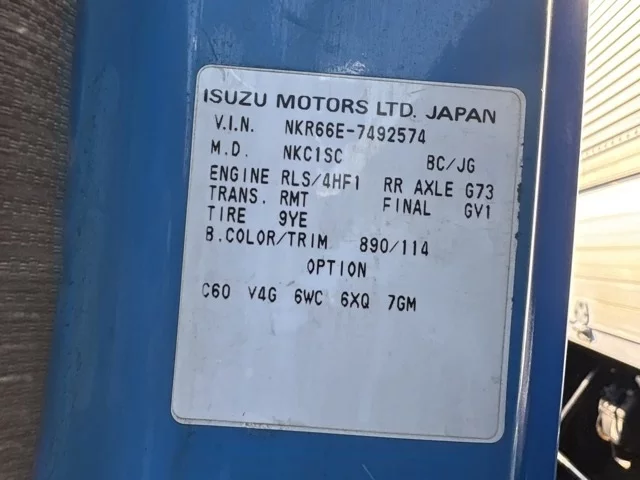 ISUZU MOTORS LTD. JAPAN
V.I.N. NKR66E-7492574
M.D. NKC1SC BC/JG
ENGINE RLS/4HF1 RR AXLE G73
TRANS. RMT FINAL GV1
TIRE 9YE
B.COLOR/TRIM 890/114
OPTION
C60 V4G 6WC 6XQ 7GM